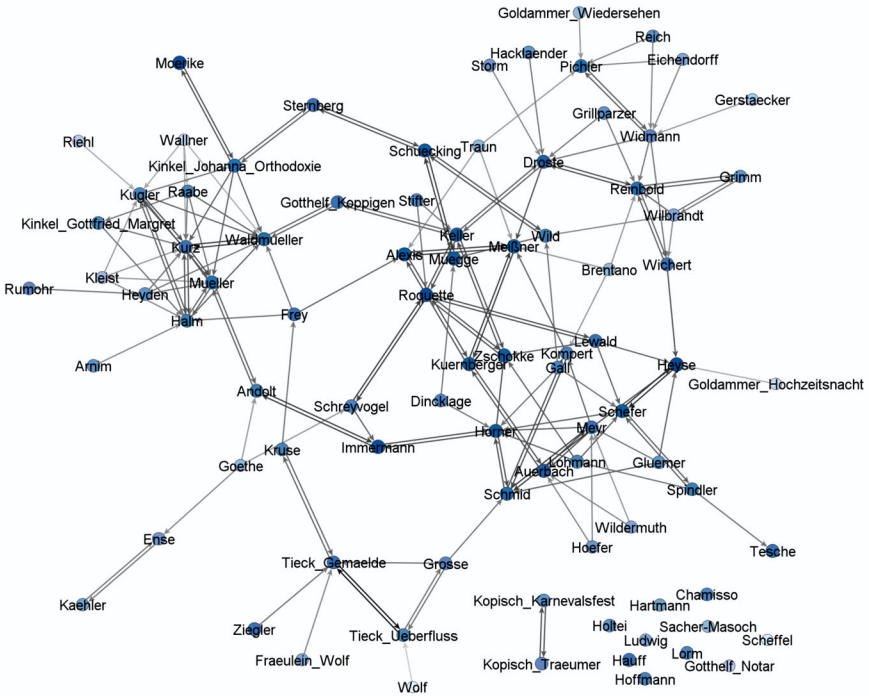 Goldammer_Wiedersehen
Reich
Hacklaender
Eichendorff
Moerike
Storm
Pichler
Gerstaecker
Sternberg
Grillparzer
Widmann
Riehl
Wallner
Traun
Schuecking
Kinkel_Johanna_Orthodoxie
Droste
Grimm
Kugler
Raabe
Reinbold
Gotthelf_Koppigen
Stifter
Wilbrandt
Kinkel_Gottfried_Margret
Waldmueller
Keller
Wild
Kurz
Alexis
Muegge
Meißner
Wichert
Brentano
Kleist
Mueller
Rumohr
Heyden
Roquette
Frey
Halm
Lewald
Zschokke
Kompert
Arnim
Kuernberger
Gall
Heyse
Goldammer_Hochzeitsnacht
Andolt
Dincklage
Schreyvogel
Schefer
Horner
Meyr
Immermann
Kruse
Goethe
Lohmann
Gluemer
Auerbach
Spindler
Schmid
Wildermuth
Ense
Hoefer
Tesche
Tieck_Gemaelde
Grosse
Kaehler
Kopisch_Karnevalsfest
Chamisso
Hartmann
Holtei
Sacher-Masoch
Ziegler
Tieck_Ueberfluss
Ludwig
Scheffel
Fraeulein_Wolf
Kopisch_Traeumer
Hauff
Lorm
Gotthelf_Notar
Hoffmann
Wolf